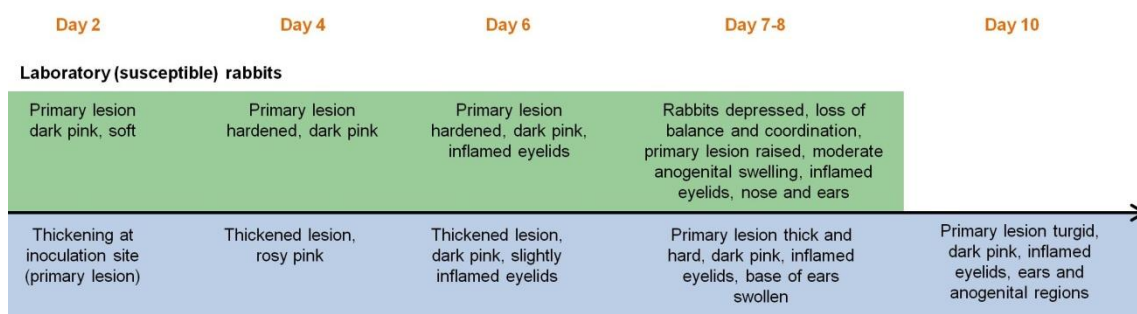 Day 2
Day 4
Day 6
Day 7-8
Day 10
Laboratory (susceptible) rabbits
Primary lesion
dark pink, soft
Primary lesion
hardened, dark pink
Primary lesion
hardened, dark pink,
inflamed eyelids
Rabbits depressed, loss of
balance and coordination,
primary lesion raised, moderate
anogenital swelling, inflamed
eyelids, nose and ears
Thickening at
inoculation site
(primary lesion)
Thickened lesion,
rosy pink
Thickened lesion,
dark pink, slightly
inflamed eyelids
Primary lesion thick and
hard, dark pink, inflamed
eyelids, base of ears
swollen
Primary lesion turgid,
dark pink, inflamed
eyelids, ears and
anogenital regions